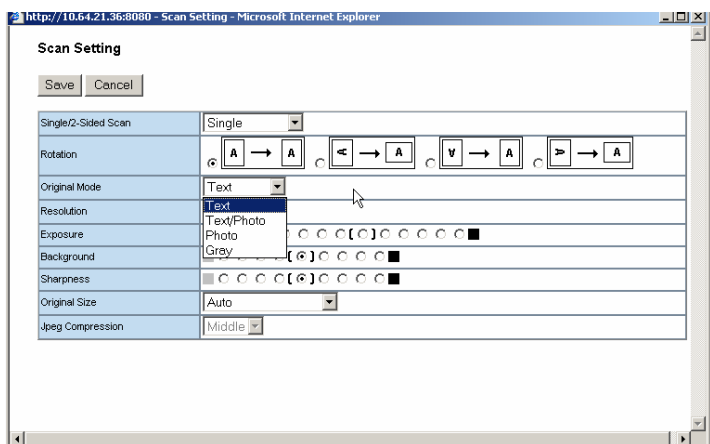 http://10.64.21.36:8080 - Scan Setting - Microsoft Internet Explorer
Scan Setting
Save Cancel
Single/2-Sided Scan Single
Rotation A → A A → A A → A A → A
Original Mode Text
Resolution Text
Text/Photo
Exposure Photo
Background Gray
Sharpness
Original Size Auto
Jpeg Compression Middle